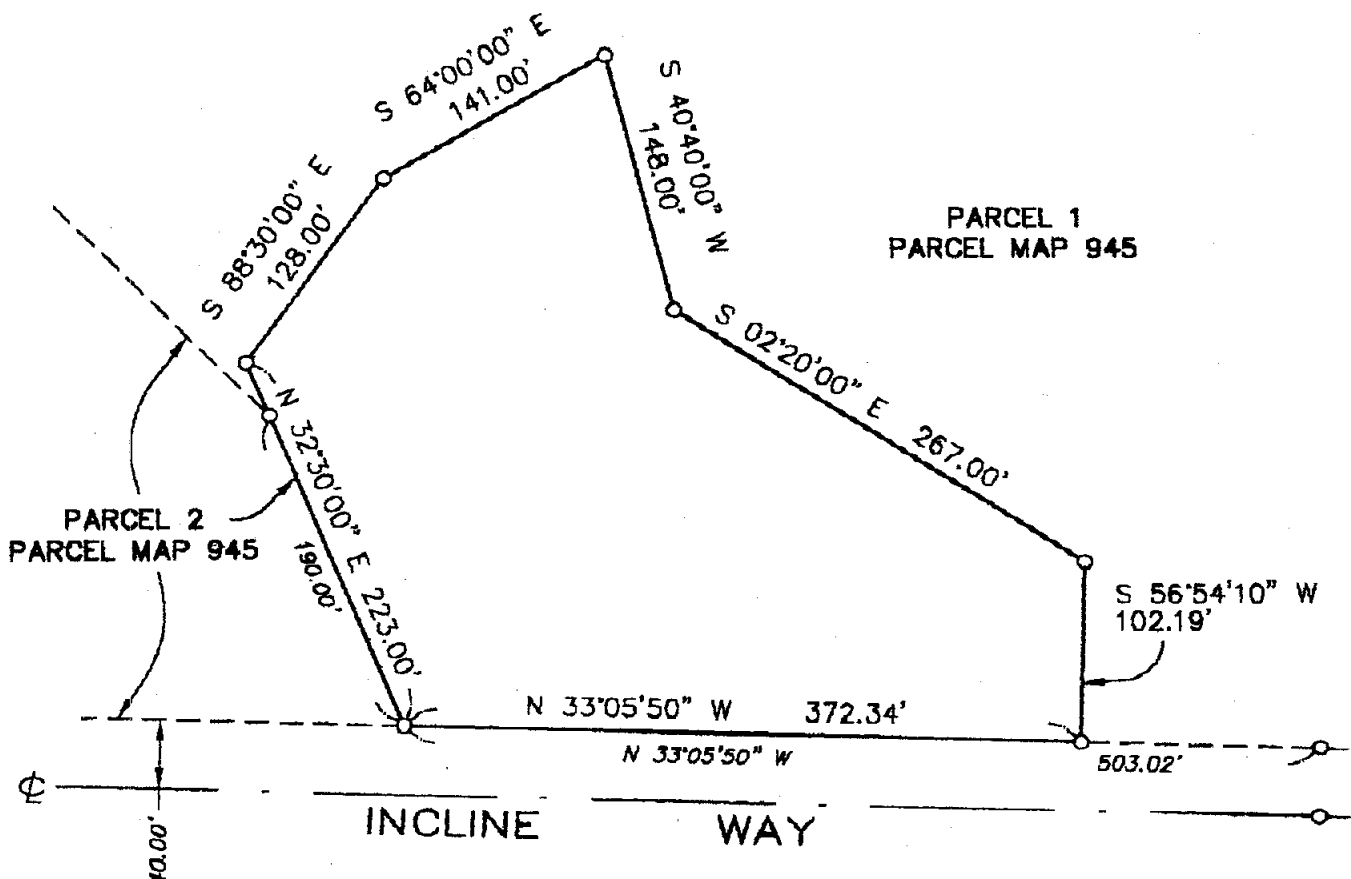 S 64°00'00" E
141.00'
S 40°40'00" W
148.00'
S 88°30'00" E
128.00'
PARCEL 1
PARCEL MAP 945
S 02°20'00" E 267.00'
N 32°30'00" E 223.00'
190.00'
PARCEL 2
PARCEL MAP 945
S 56°54'10" W
102.19'
N 33°05'50" W 372.34'
N 33°05'50" W
503.02'
℄
INCLINE WAY